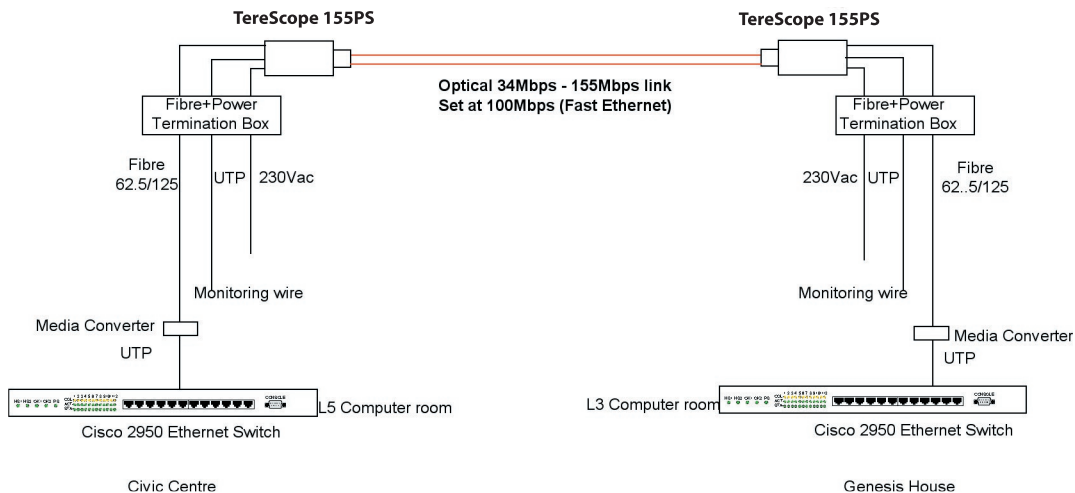 TereScope 155PS
TereScope 155PS
Optical 34Mbps - 155Mbps link
Set at 100Mbps (Fast Ethernet)
Fibre+Power
Termination Box
Fibre+Power
Termination Box
Fibre
62.5/125
UTP
230Vac
230Vac
UTP
Fibre
62..5/125
Monitoring wire
Monitoring wire
Media Converter
UTP
Media Converter
UTP
CONSOLE
L5 Computer room
L3 Computer room
CONSOLE
Cisco 2950 Ethernet Switch
Cisco 2950 Ethernet Switch
Civic Centre
Genesis House